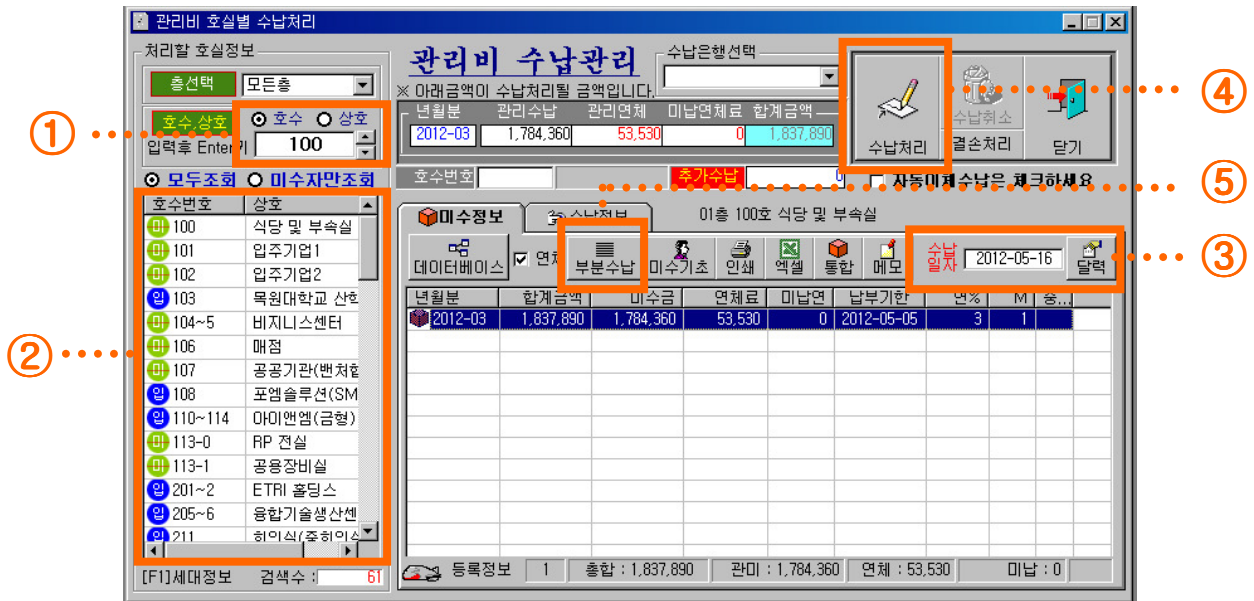 관리비 호실별 수납처리
처리할 호실정보
층선택 모든층
호수,상호 호수 상호
입력후 Enter키 100
모두조회 미수자만조회
호수번호 상호
미 100 식당 및 부속실
미 101 입주기업1
미 102 입주기업2
입 103 목원대학교 산학
미 104~5 비지니스센터
미 106 매점
미 107 공공기관(벤처협
입 108 포엠솔루션(SM
입 110~114 아이앤엠(금형)
미 113-0 RP 전실
미 113-1 공용장비실
입 201~2 ETRI 홀딩스
입 205~6 융합기술생산센
입 211
[F1]세대정보 검색수 : 61
관리비 수납관리
※ 아래금액이 수납처리될 금액입니다.
수납은행선택
년월분 관리수납 관리연체 미납연체료 합계금액
2012-03 1,784,360 53,530 0 1,837,890
수납처리 수납취소 결손처리 닫기
호수번호 추가수납 0 자동이체 수납은 체크하세요
미수정보 수납정보 01층 100호 식당 및 부속실
데이터베이스 연체 부분수납 미수기초 인쇄 엑셀 통합 메모 수납일자 2012-05-16 달력
년월분 합계금액 미수금 연체료 미납연 납부기한 연% M 총...
2012-03 1,837,890 1,784,360 53,530 0 2012-05-05 3 1
등록정보 1 총합 : 1,837,890 관미 : 1,784,360 연체 : 53,530 미납 : 0
①
②
③
④
⑤